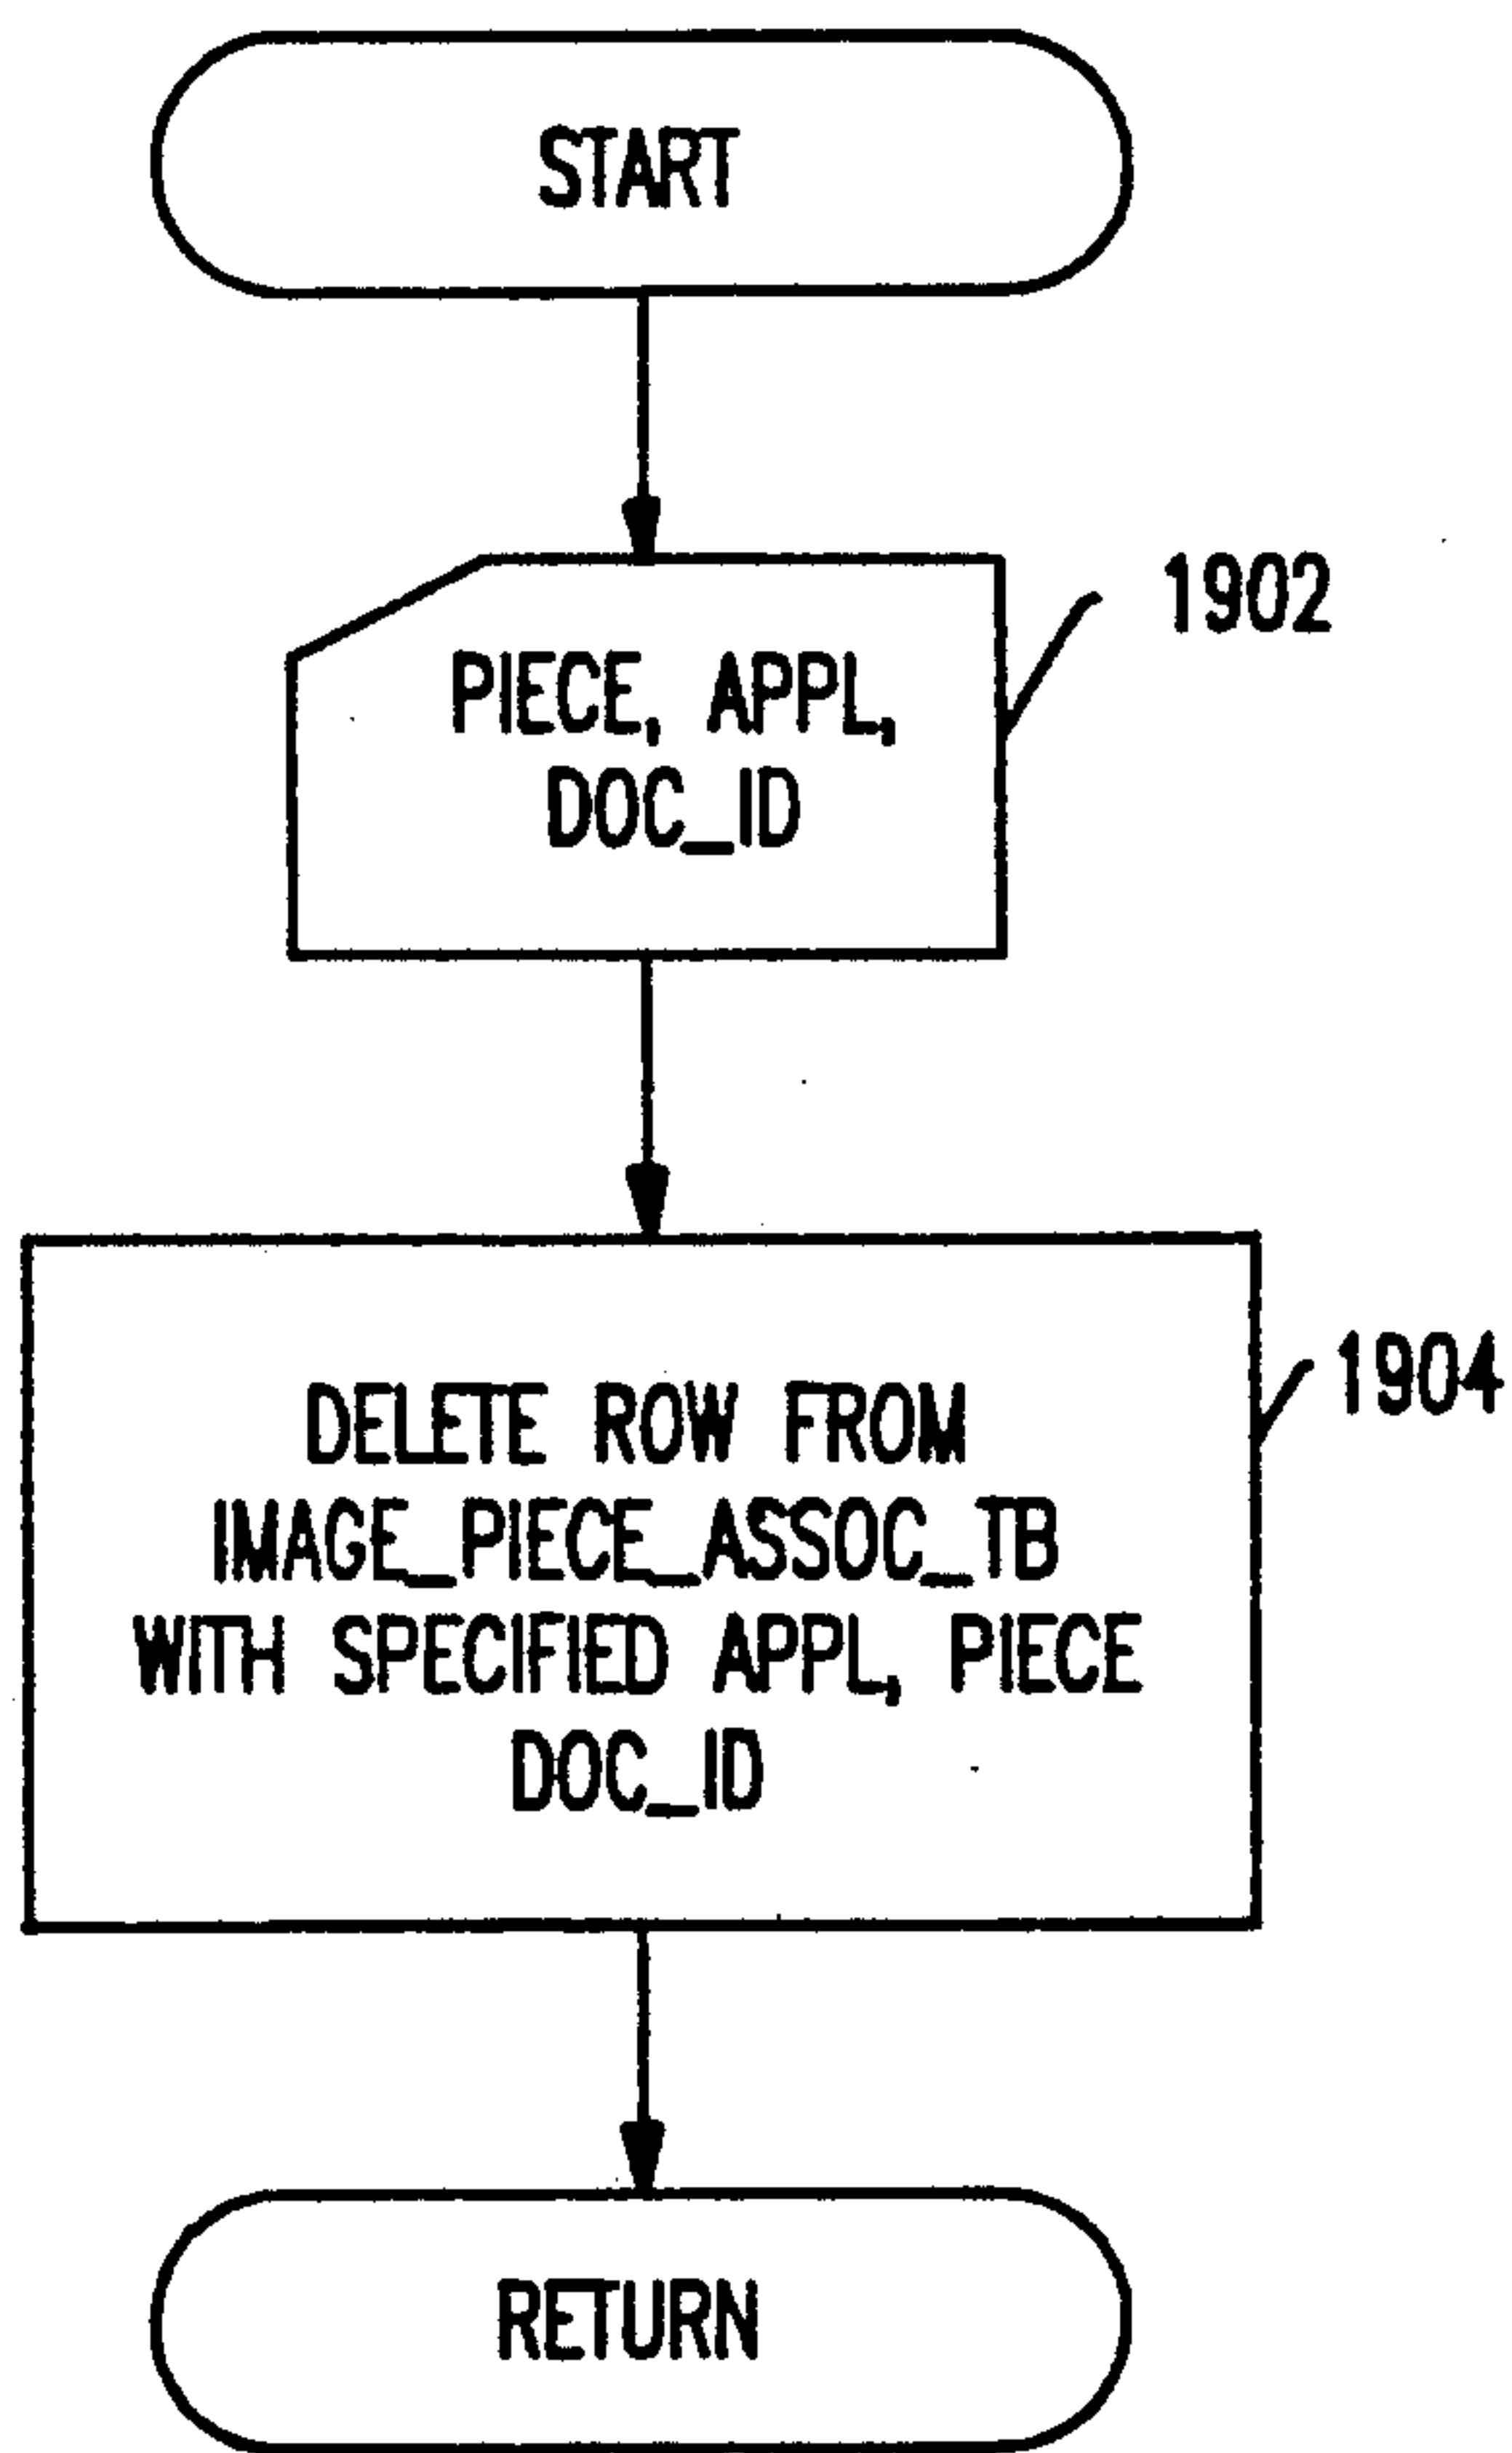 START
1902
PIECE, APPL,
DOC_ID
1904
DELETE ROW FROM
IMAGE_PIECE_ASSOC_TB
WITH SPECIFIED APPL, PIECE
DOC_ID
RETURN